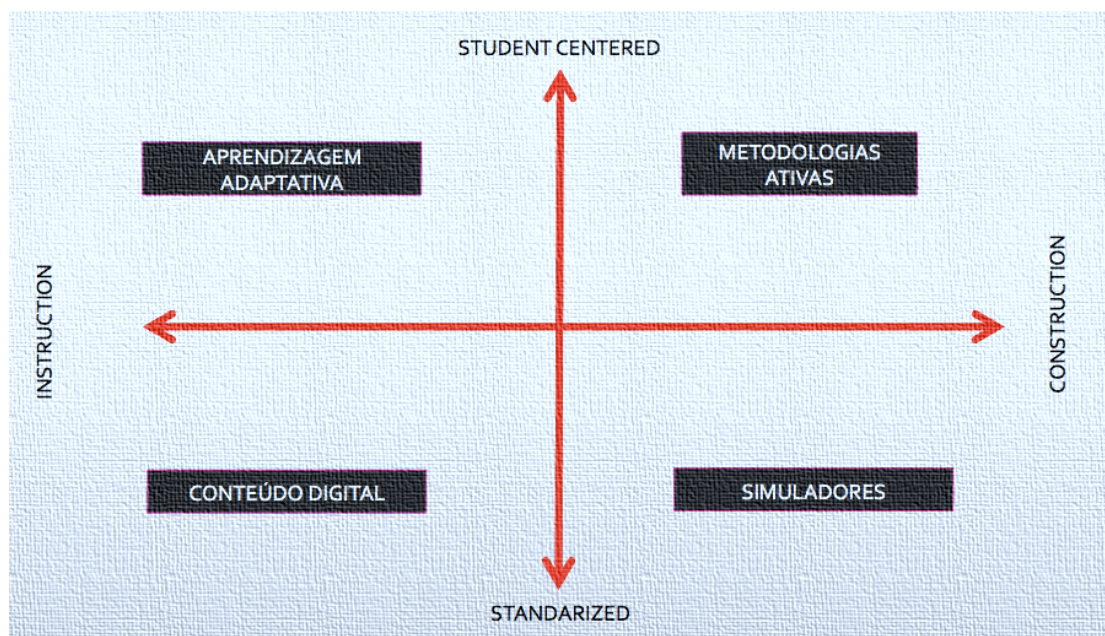 STUDENT CENTERED
APRENDIZAGEM
ADAPTATIVA
METODOLOGIAS
ATIVAS
INSTRUCTION
CONSTRUCTION
CONTEÚDO DIGITAL
SIMULADORES
STANDARIZED